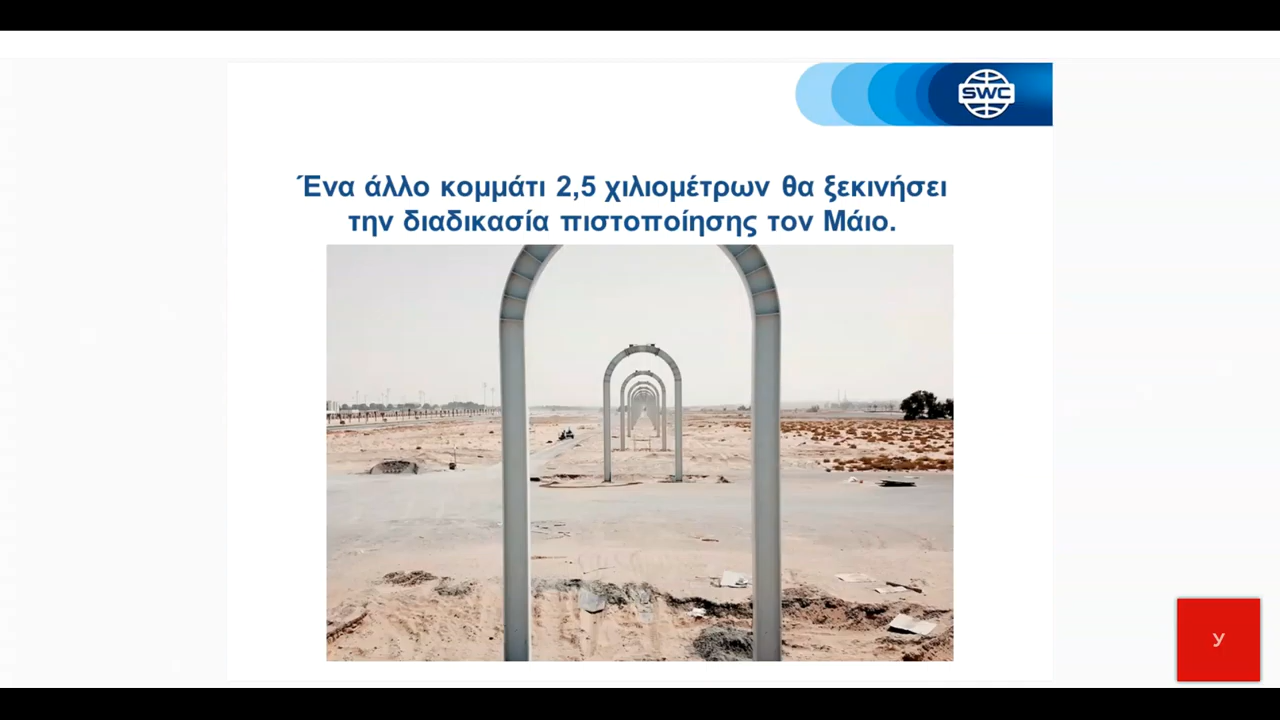 SWC
Ένα άλλο κομμάτι 2,5 χιλιομέτρων θα ξεκινήσει
την διαδικασία πιστοποίησης τον Μάιο.
У